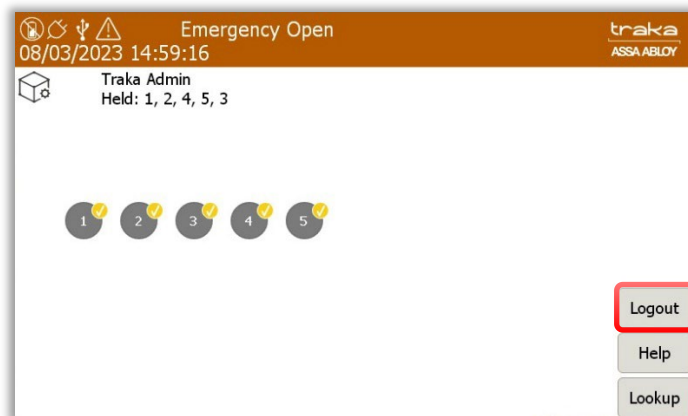 Emergency Open
08/03/2023 14:59:16
traka
ASSA ABLOY
Traka Admin
Held: 1, 2, 4, 5, 3
1 2 3 4 5
Logout
Help
Lookup